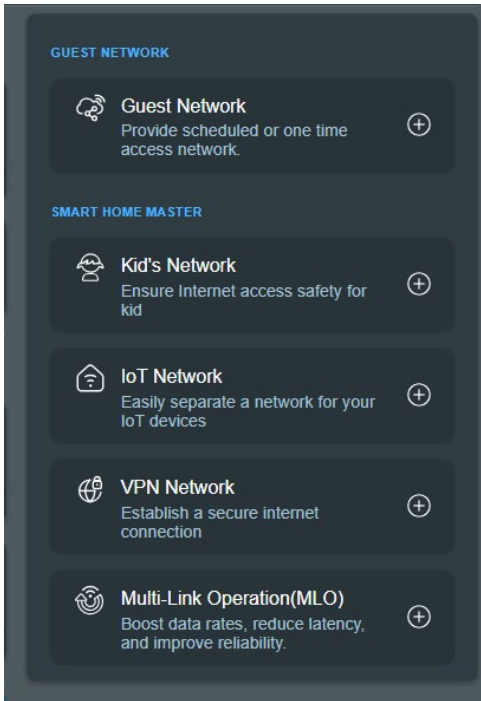 GUEST NETWORK
Guest Network
Provide scheduled or one time
access network.
SMART HOME MASTER
Kid's Network
Ensure Internet access safety for
kid
IoT Network
Easily separate a network for your
IoT devices
VPN Network
Establish a secure internet
connection
Multi-Link Operation(MLO)
Boost data rates, reduce latency,
and improve reliability.